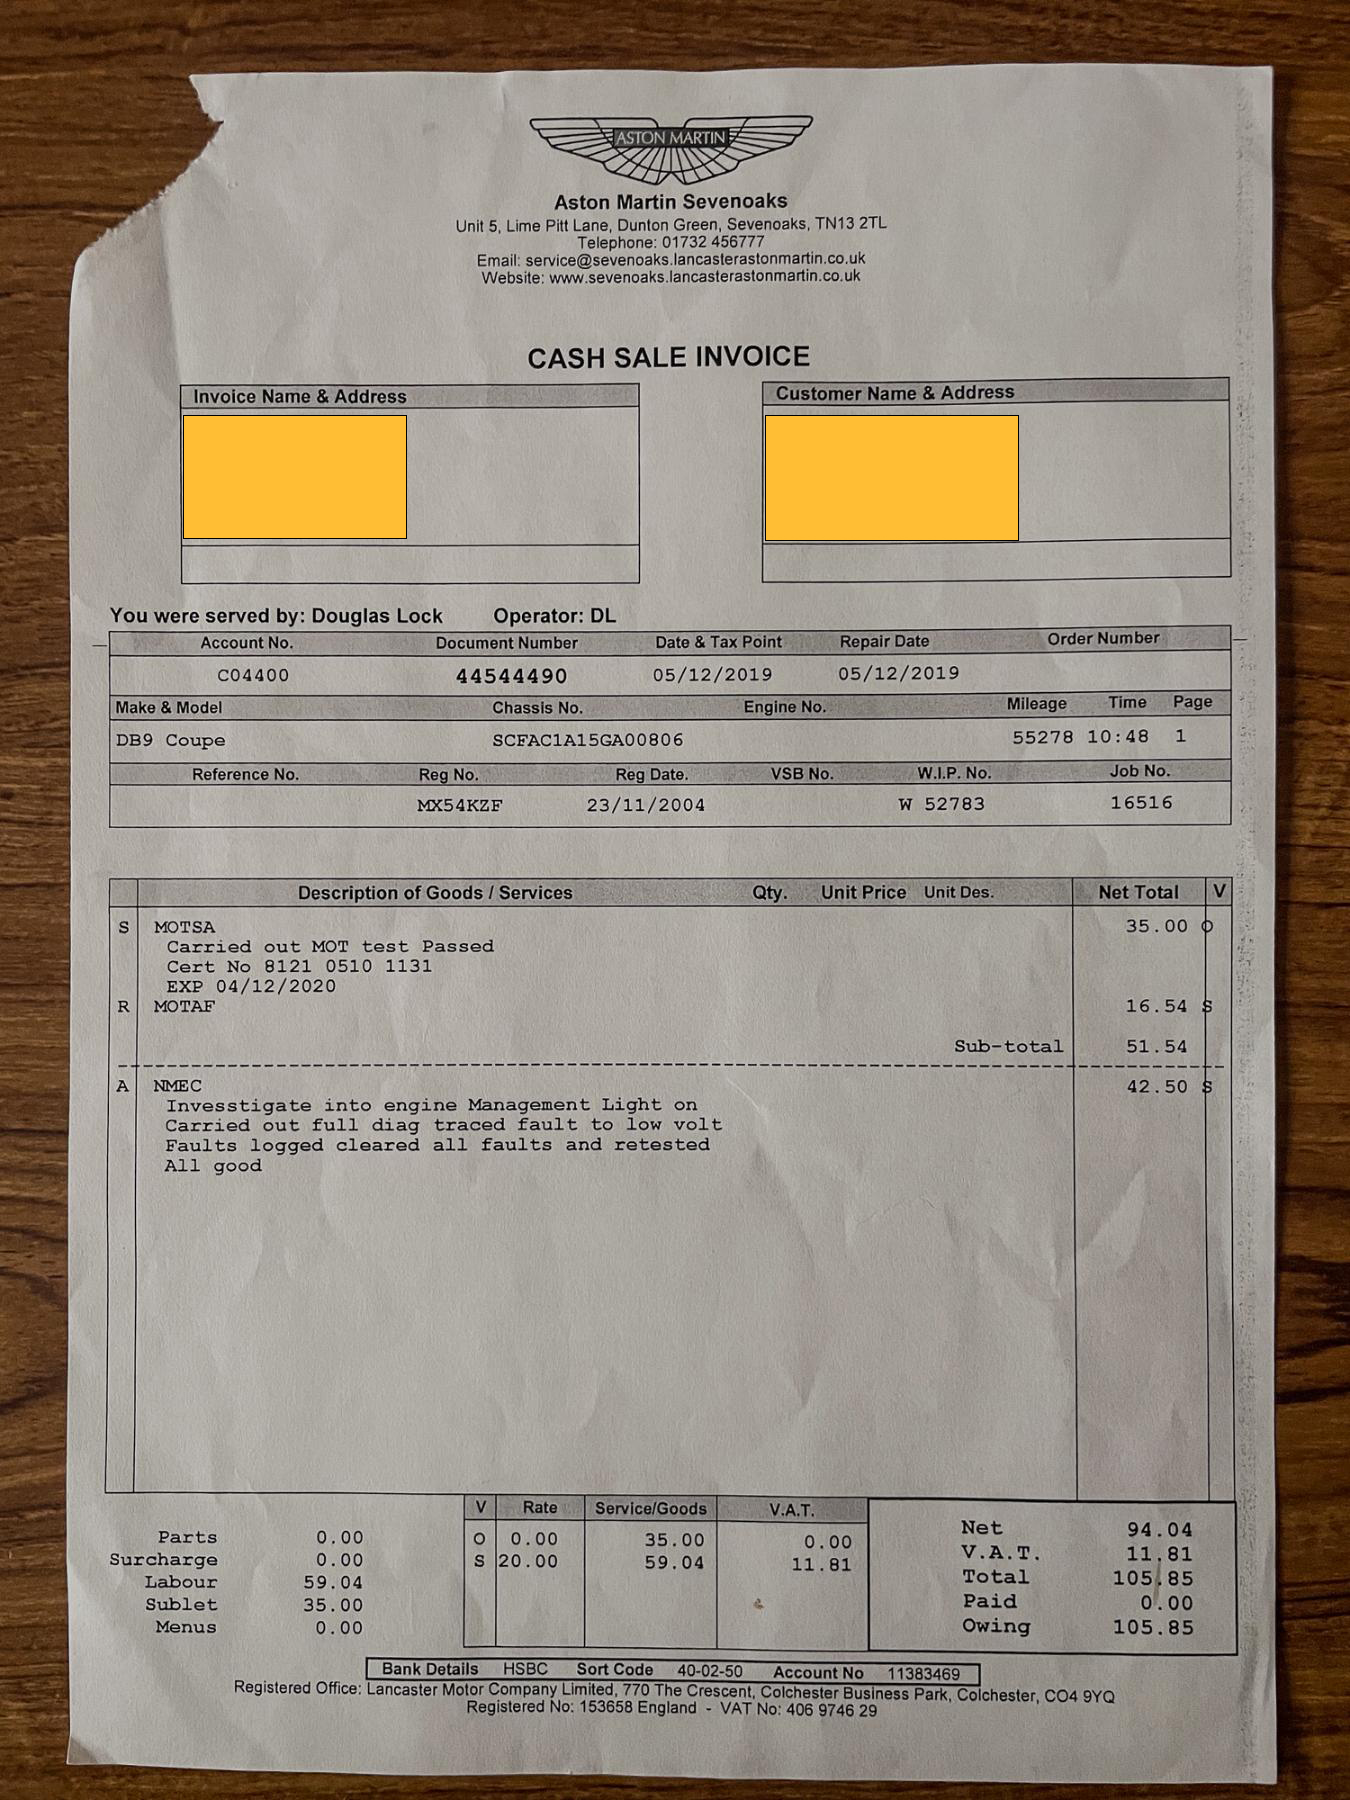 ASTON MARTIN
Aston Martin Sevenoaks
Unit 5, Lime Pitt Lane, Dunton Green, Sevenoaks, TN13 2TL
Telephone: 01732 456777
Email: service@sevenoaks.lancasterastonmartin.co.uk
Website: www.sevenoaks.lancasterastonmartin.co.uk
CASH SALE INVOICE
Invoice Name & Address
Customer Name & Address
You were served by: Douglas Lock Operator: DL
Account No. Document Number Date & Tax Point Repair Date Order Number
C04400 44544490 05/12/2019 05/12/2019
Make & Model Chassis No. Engine No. Mileage Time Page
DB9 Coupe SCFAC1A15GA00806 55278 10:48 1
Reference No. Reg No. Reg Date. VSB No. W.I.P. No. Job No.
MX54KZF 23/11/2004 W 52783 16516
Description of Goods / Services Qty. Unit Price Unit Des. Net Total V
S MOTSA 35.00 O
Carried out MOT test Passed
Cert No 8121 0510 1131
EXP 04/12/2020
R MOTAF 16.54 S
Sub-total 51.54
A NMEC 42.50 S
Invesstigate into engine Management Light on
Carried out full diag traced fault to low volt
Faults logged cleared all faults and retested
All good
V Rate Service/Goods V.A.T.
Parts 0.00 O 0.00 35.00 0.00 Net 94.04
Surcharge 0.00 S 20.00 59.04 11.81 V.A.T. 11.81
Labour 59.04 Total 105.85
Sublet 35.00 Paid 0.00
Menus 0.00 Owing 105.85
Bank Details HSBC Sort Code 40-02-50 Account No 11383469
Registered Office: Lancaster Motor Company Limited, 770 The Crescent, Colchester Business Park, Colchester, CO4 9YQ
Registered No: 153658 England - VAT No: 406 9746 29